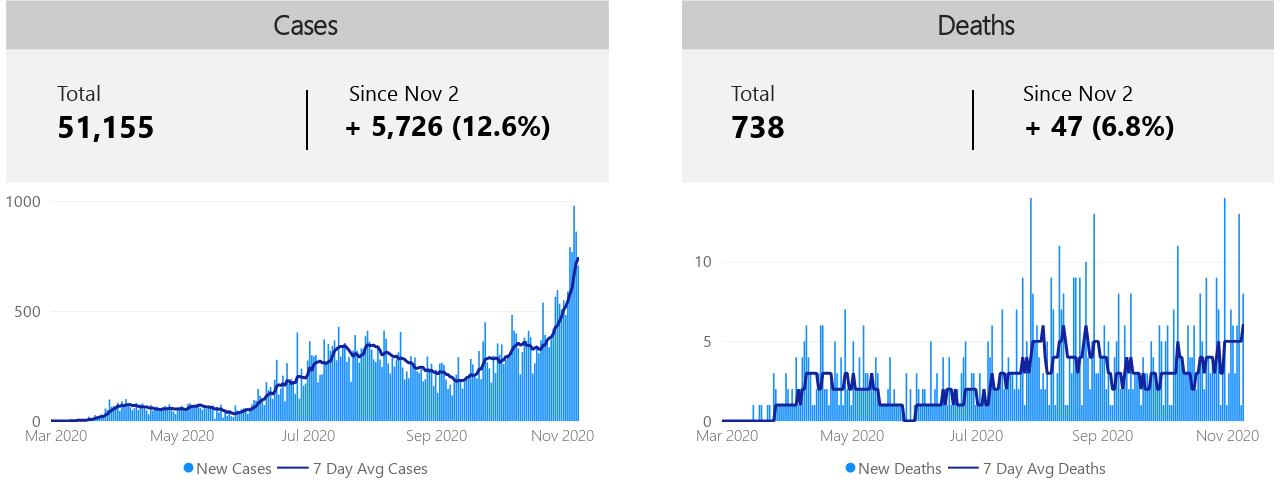 Cases
Total
51,155
Since Nov 2
+ 5,726 (12.6%)
1000
500
0
Mar 2020 May 2020 Jul 2020 Sep 2020 Nov 2020
New Cases 7 Day Avg Cases
Deaths
Total
738
Since Nov 2
+ 47 (6.8%)
10
5
0
Mar 2020 May 2020 Jul 2020 Sep 2020 Nov 2020
New Deaths 7 Day Avg Deaths